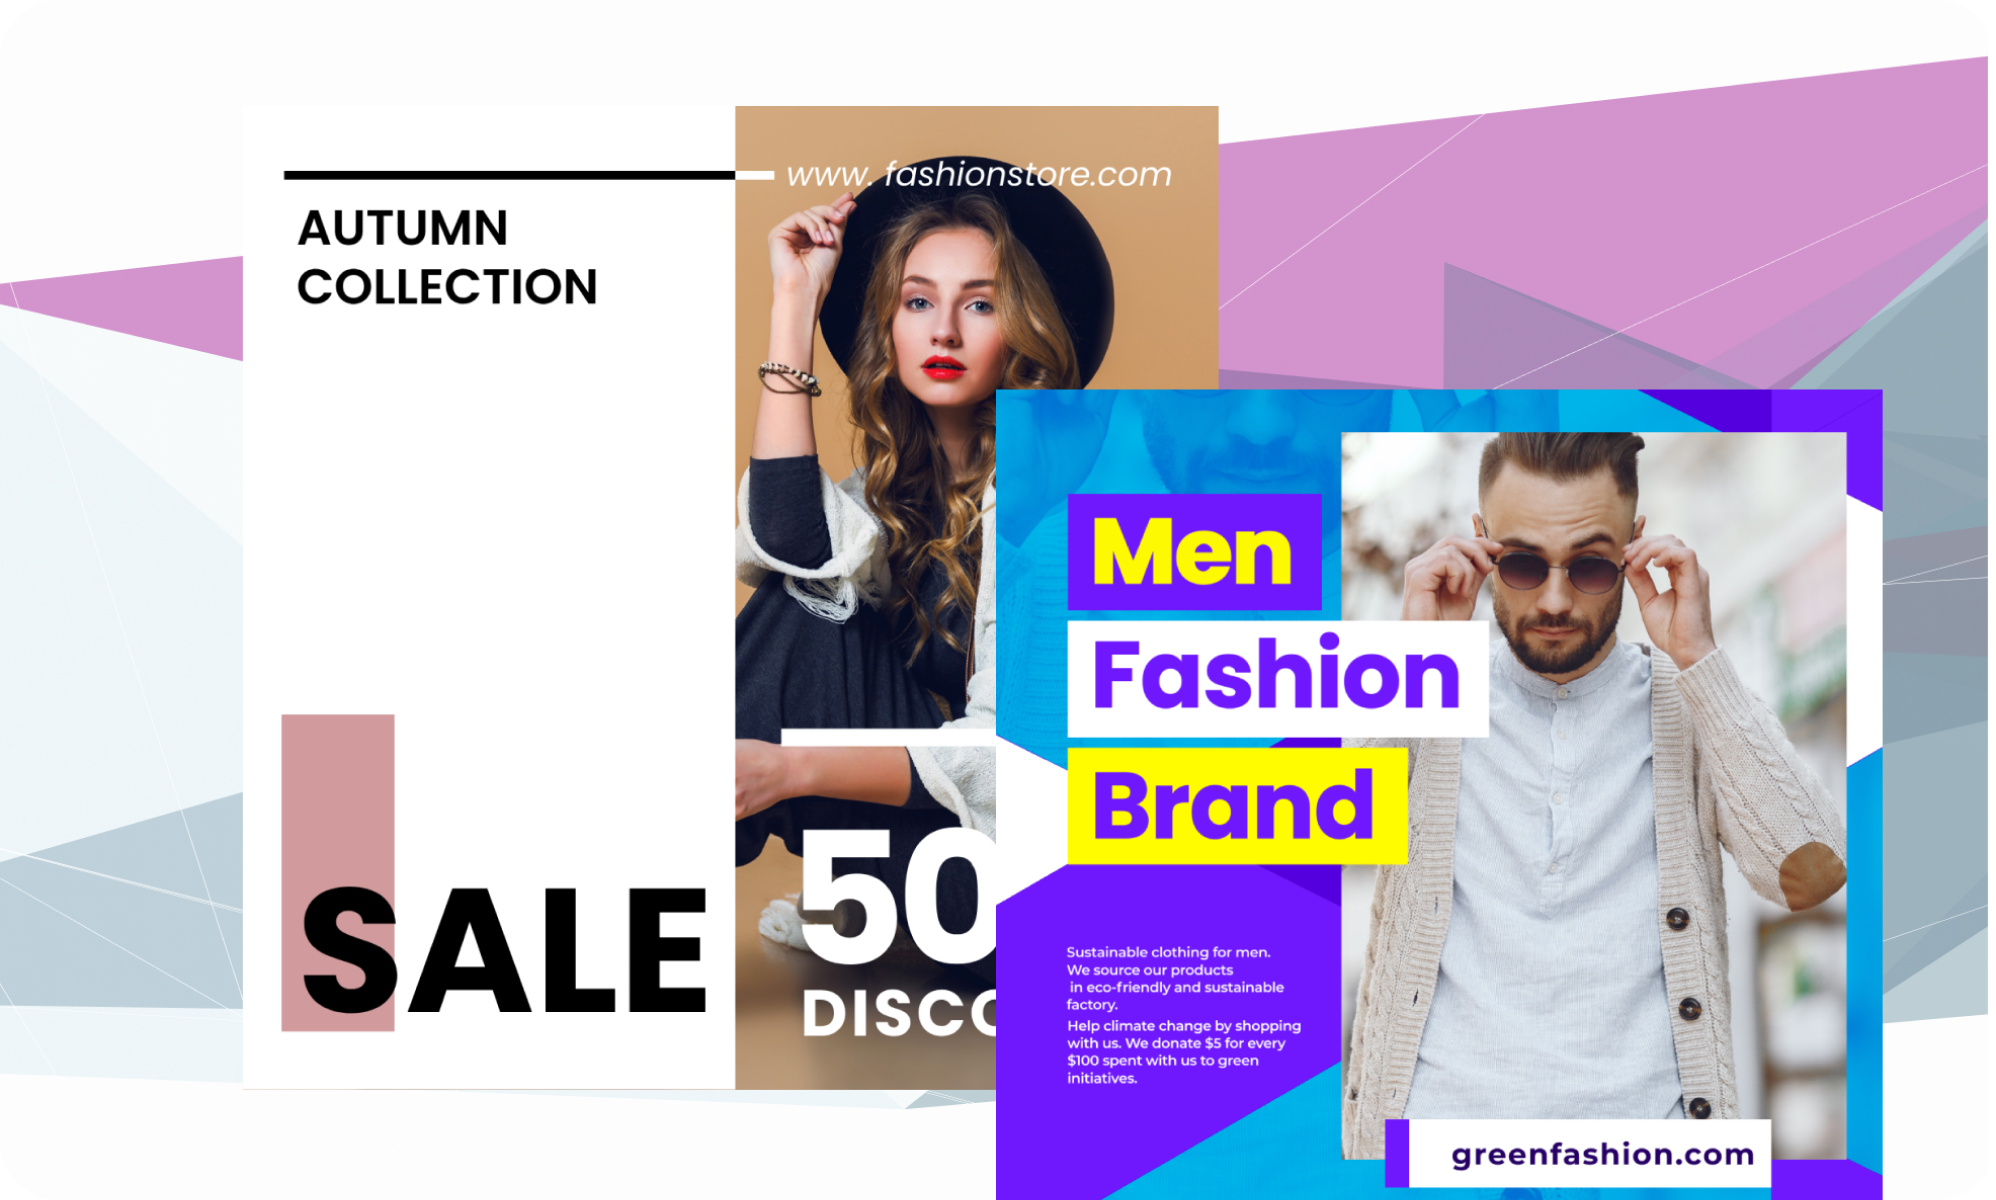 www. fashionstore.com
AUTUMN
COLLECTION
SALE
50
DISCO
Men
Fashion
Brand
Sustainable clothing for men.
We source our products
in eco-friendly and sustainable
factory.
Help climate change by shopping
with us. We donate $5 for every
$100 spent with us to green
initiatives.
greenfashion.com